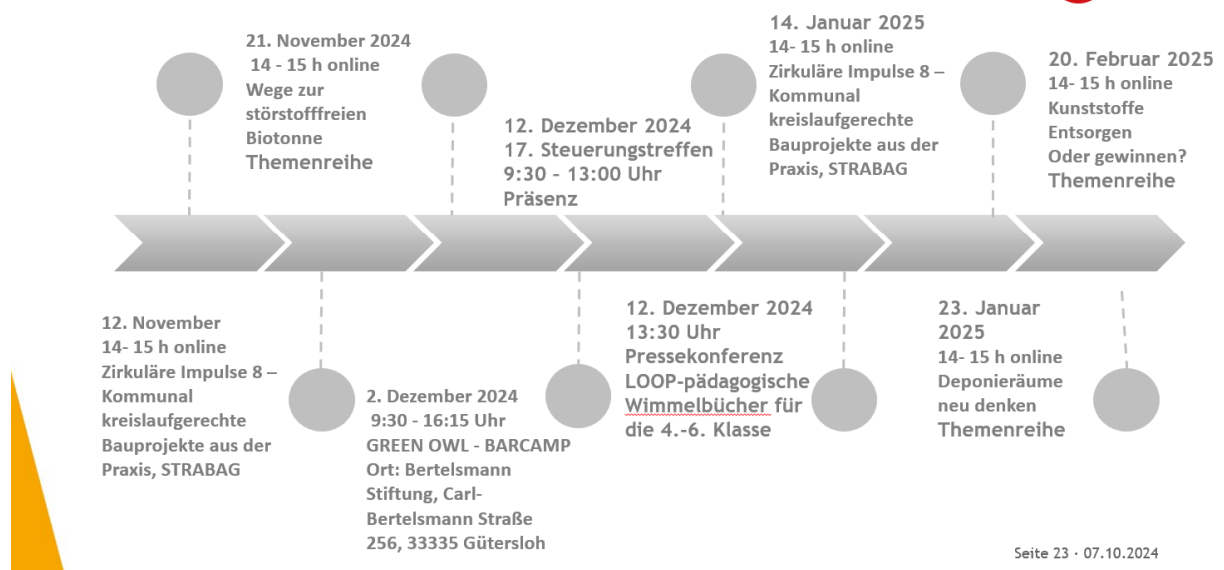 21. November 2024
14 - 15 h online
Wege zur
störstofffreien
Biotonne
Themenreihe
12. Dezember 2024
17. Steuerungstreffen
9:30 - 13:00 Uhr
Präsenz
14. Januar 2025
14- 15 h online
Zirkuläre Impulse 8 –
Kommunal
kreislaufgerechte
Bauprojekte aus der
Praxis, STRABAG
20. Februar 2025
14- 15 h online
Kunststoffe
Entsorgen
Oder gewinnen?
Themenreihe
12. November
14- 15 h online
Zirkuläre Impulse 8 –
Kommunal
kreislaufgerechte
Bauprojekte aus der
Praxis, STRABAG
2. Dezember 2024
9:30 - 16:15 Uhr
GREEN OWL - BARCAMP
Ort: Bertelsmann
Stiftung, Carl-
Bertelsmann Straße
256, 33335 Gütersloh
12. Dezember 2024
13:30 Uhr
Pressekonferenz
LOOP-pädagogische
Wimmelbücher für
die 4.-6. Klasse
23. Januar
2025
14- 15 h online
Deponieräume
neu denken
Themenreihe
Seite 23 · 07.10.2024